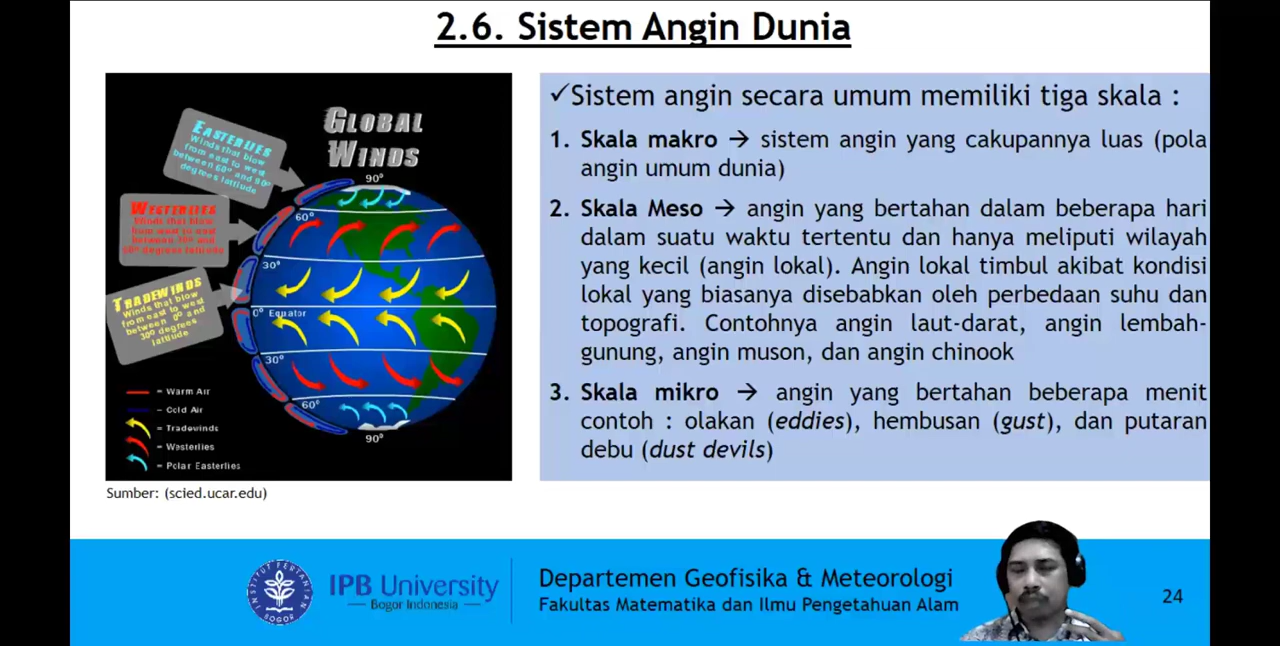 2.6. Sistem Angin Dunia
GLOBAL
WINDS
EASTERLIES
Winds that blow
from east to west
between 60° and 90°
degrees latitude
WESTERLIES
Winds that blow
from west to east
between 30° and
60° degrees latitude
TRADEWINDS
Winds that blow
from east to west
between 0° and
300 degrees
latitude
90°
60°
30°
0° Equator
30°
60°
90°
= Warm Air
= Cold Air
= Tradewinds
= Westerlies
= Polar Easterlies
Sumber: (scied.ucar.edu)
✓Sistem angin secara umum memiliki tiga skala :
1. Skala makro → sistem angin yang cakupannya luas (pola
angin umum dunia)
2. Skala Meso → angin yang bertahan dalam beberapa hari
dalam suatu waktu tertentu dan hanya meliputi wilayah
yang kecil (angin lokal). Angin lokal timbul akibat kondisi
lokal yang biasanya disebabkan oleh perbedaan suhu dan
topografi. Contohnya angin laut-darat, angin lembah-
gunung, angin muson, dan angin chinook
3. Skala mikro → angin yang bertahan beberapa menit
contoh : olakan (eddies), hembusan (gust), dan putaran
debu (dust devils)
INSTITUT PERTANIAN
BOGOR
IPB University
Bogor Indonesia
Departemen Geofisika & Meteorologi
Fakultas Matematika dan Ilmu Pengetahuan Alam
24